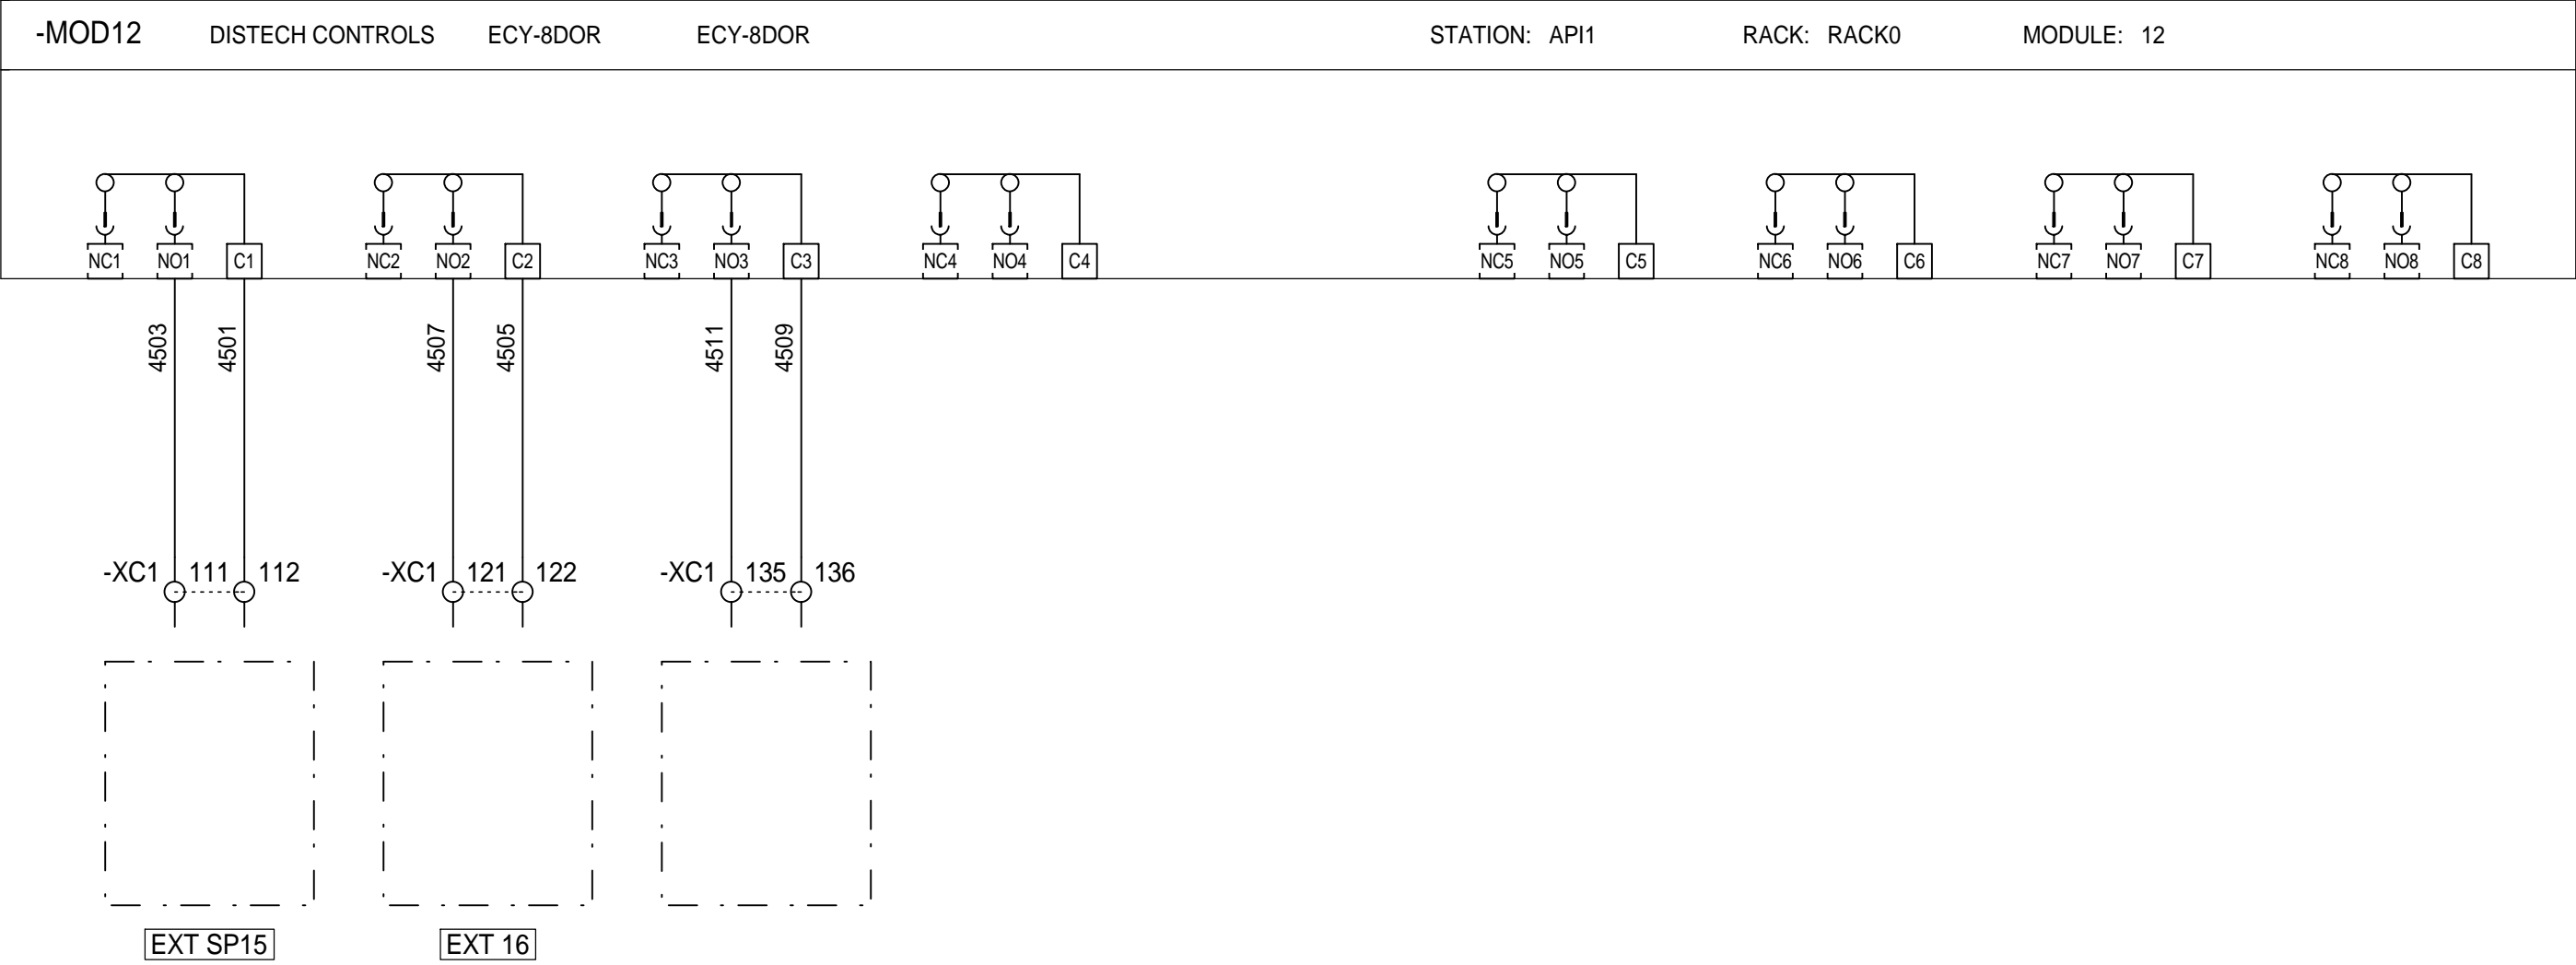 -MOD12 DISTECH CONTROLS ECY-8DOR ECY-8DOR STATION: API1 RACK: RACK0 MODULE: 12
NC1 NO1 C1 NC2 NO2 C2 NC3 NO3 C3 NC4 NO4 C4 NC5 NO5 C5 NC6 NO6 C6 NC7 NO7 C7 NC8 NO8 C8
4503 4501 4507 4505 4511 4509
-XC1 111 112 -XC1 121 122 -XC1 135 136
EXT SP15 EXT 16